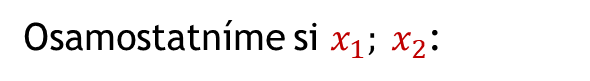 Osamostatníme si x₁; x₂: